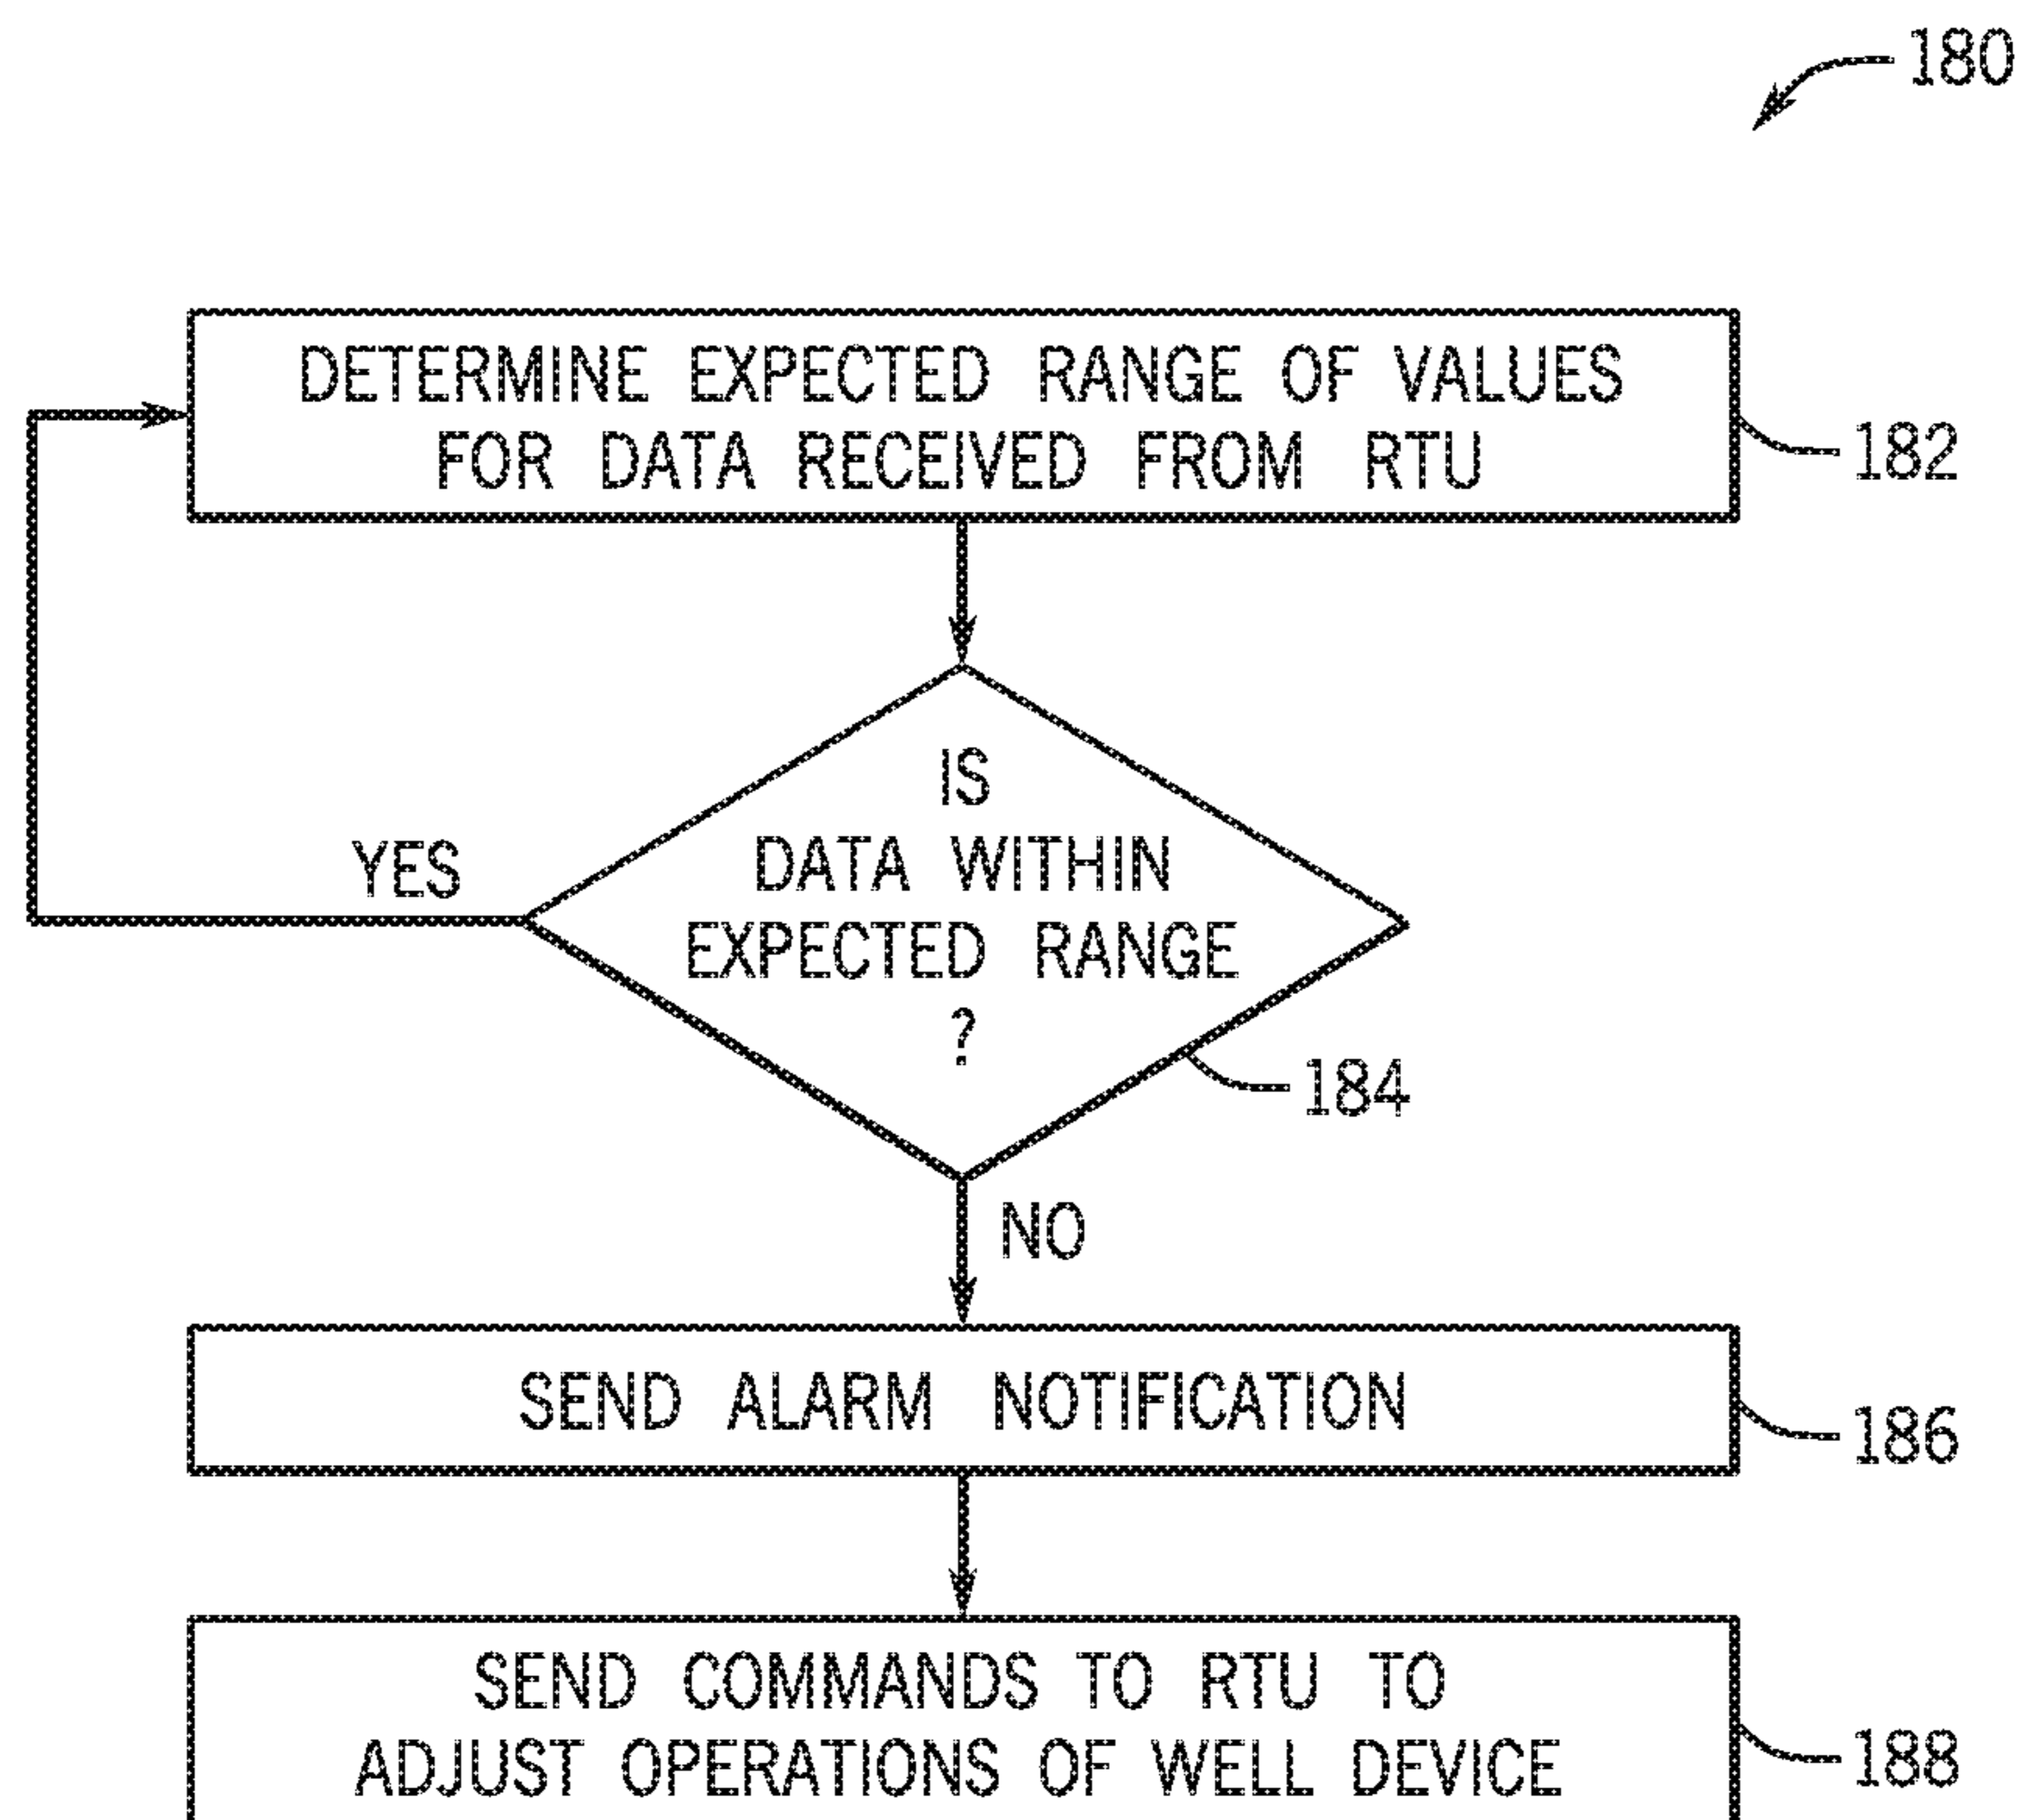 180
DETERMINE EXPECTED RANGE OF VALUES
FOR DATA RECEIVED FROM RTU
182
IS
DATA WITHIN
EXPECTED RANGE
?
YES
184
NO
SEND ALARM NOTIFICATION
186
SEND COMMANDS TO RTU TO
ADJUST OPERATIONS OF WELL DEVICE
188